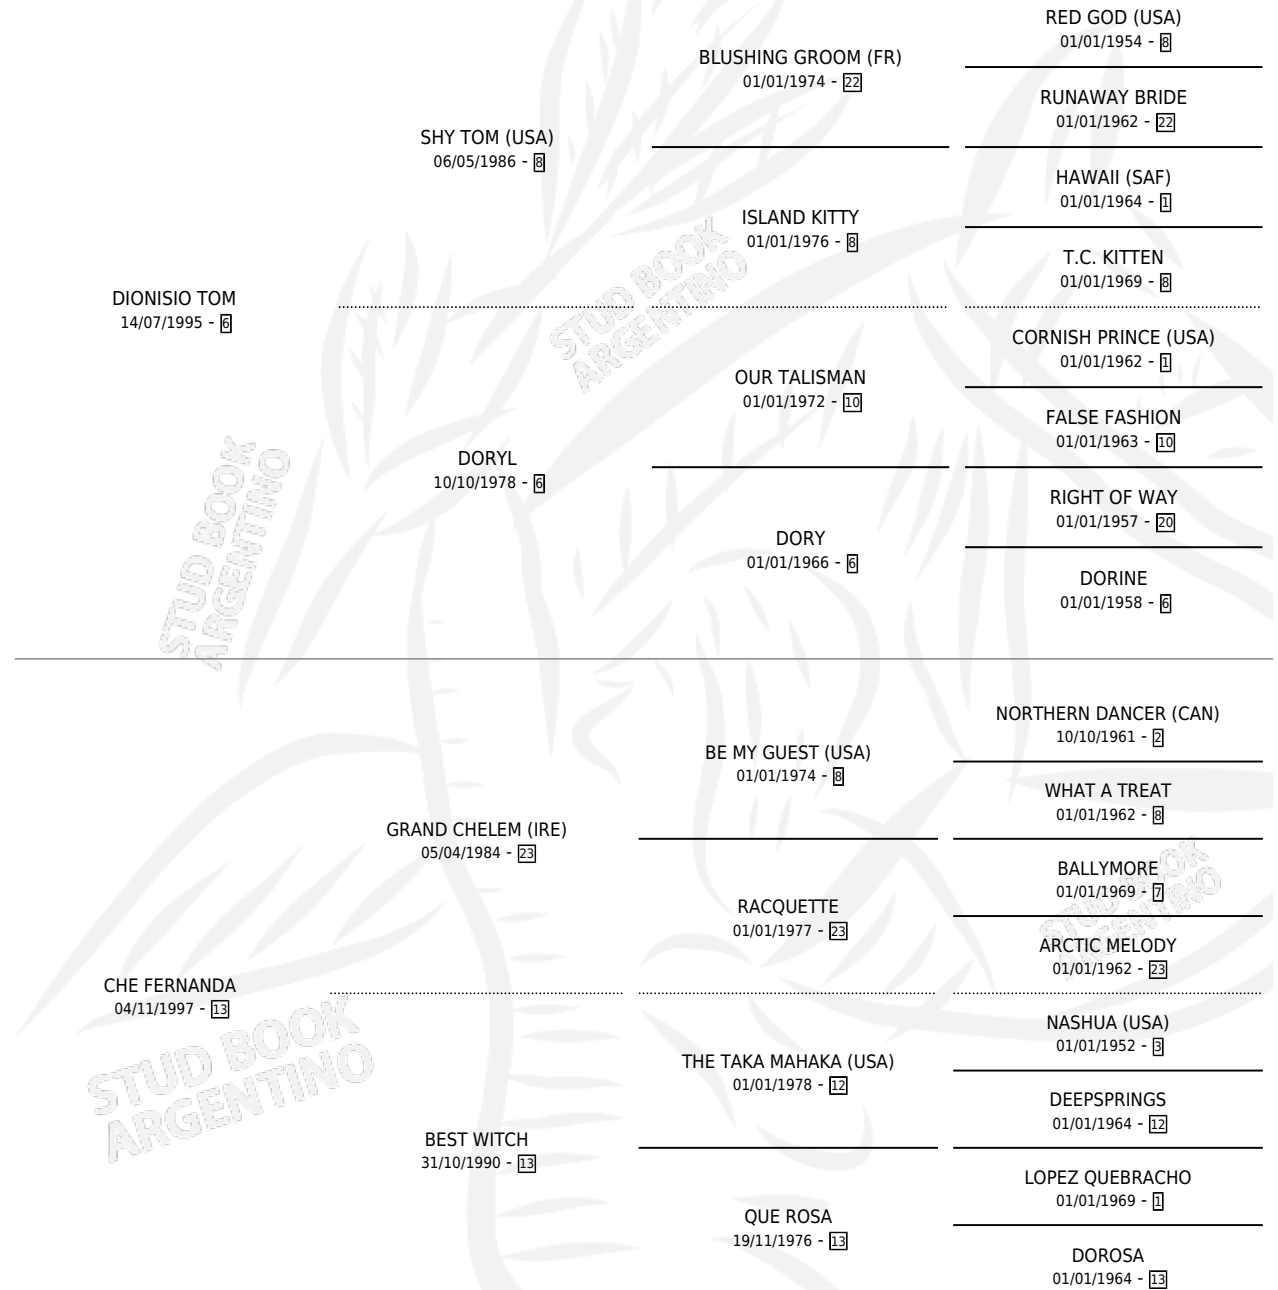 RED GOD (USA)
01/01/1954 - 8
BLUSHING GROOM (FR)
01/01/1974 - 22
RUNAWAY BRIDE
01/01/1962 - 22
SHY TOM (USA)
06/05/1986 - 8
HAWAII (SAF)
01/01/1964 - 1
ISLAND KITTY
01/01/1976 - 8
T.C. KITTEN
01/01/1969 - 8
DIONISIO TOM
14/07/1995 - 6
CORNISH PRINCE (USA)
01/01/1962 - 1
OUR TALISMAN
01/01/1972 - 10
FALSE FASHION
01/01/1963 - 10
DORYL
10/10/1978 - 6
RIGHT OF WAY
01/01/1957 - 20
DORY
01/01/1966 - 6
DORINE
01/01/1958 - 6
NORTHERN DANCER (CAN)
10/10/1961 - 2
BE MY GUEST (USA)
01/01/1974 - 8
WHAT A TREAT
01/01/1962 - 8
GRAND CHELEM (IRE)
05/04/1984 - 23
BALLYMORE
01/01/1969 - 7
RACQUETTE
01/01/1977 - 23
ARCTIC MELODY
01/01/1962 - 23
CHE FERNANDA
04/11/1997 - 13
NASHUA (USA)
01/01/1952 - 3
THE TAKA MAHAKA (USA)
01/01/1978 - 12
DEEPSPRINGS
01/01/1964 - 12
BEST WITCH
31/10/1990 - 13
LOPEZ QUEBRACHO
01/01/1969 - 1
QUE ROSA
19/11/1976 - 13
DOROSA
01/01/1964 - 13
STUD BOOK
ARGENTINO
STUD BOOK
ARGENTINO
STUD BOOK
ARGENTINO
STUD BOOK
ARGENTINO